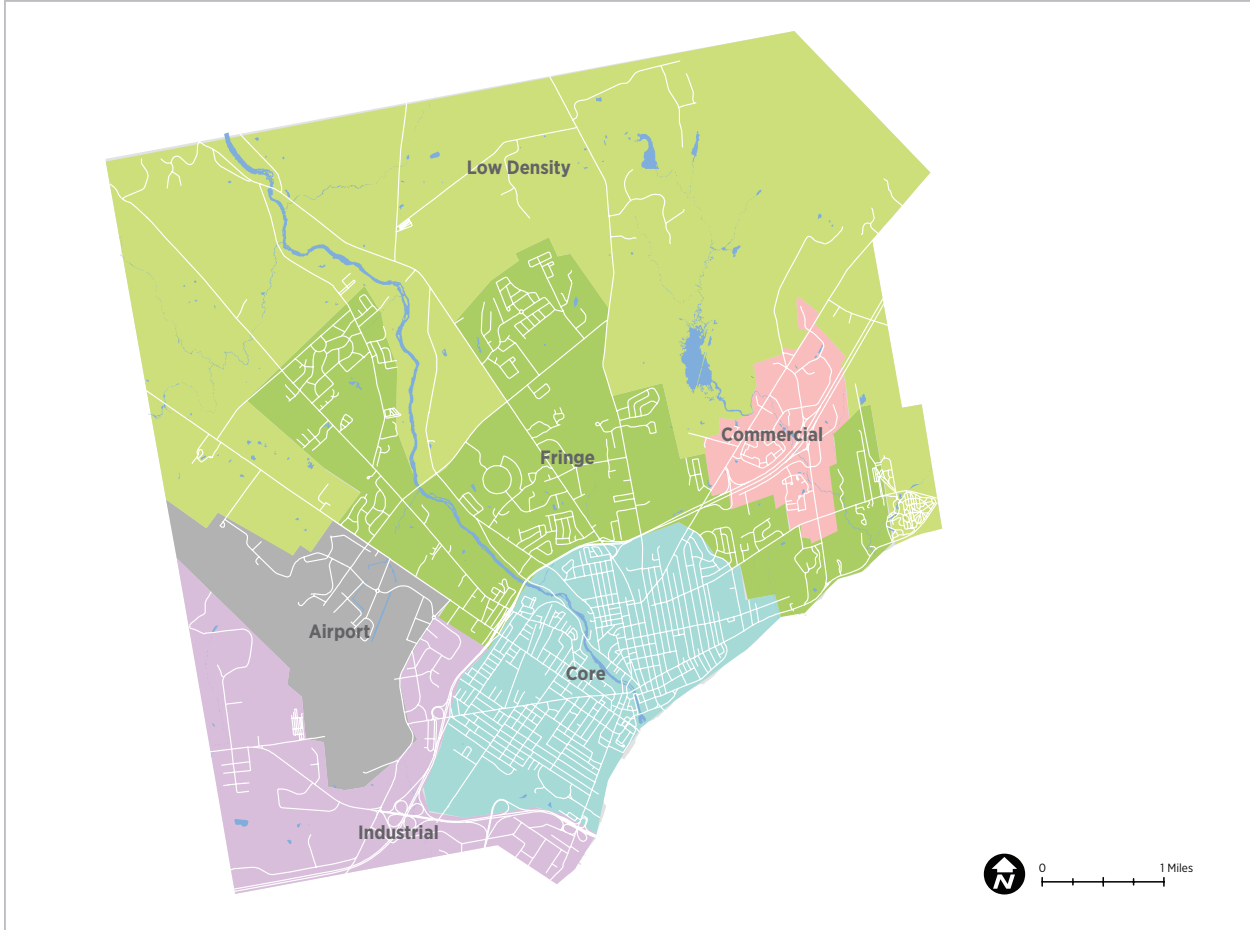 Low Density
Commercial
Fringe
Airport
Core
Industrial
N
0 1 Miles